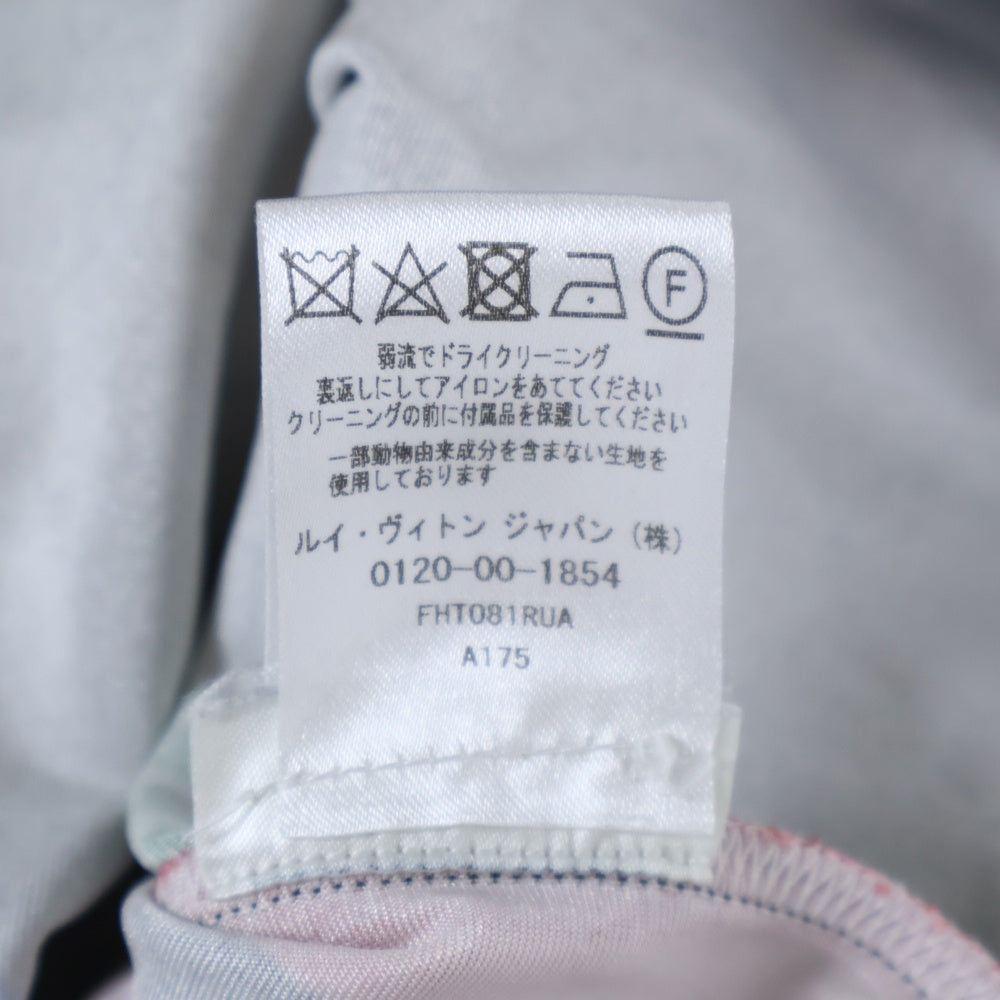 F
弱流でドライクリーニング
裏返しにしてアイロンをあててください
クリーニングの前に付属品を保護してください
一部動物由来成分を含まない生地を
使用しております
ルイ・ヴィトン ジャパン（株）
0120-00-1854
FHT081RUA
A175